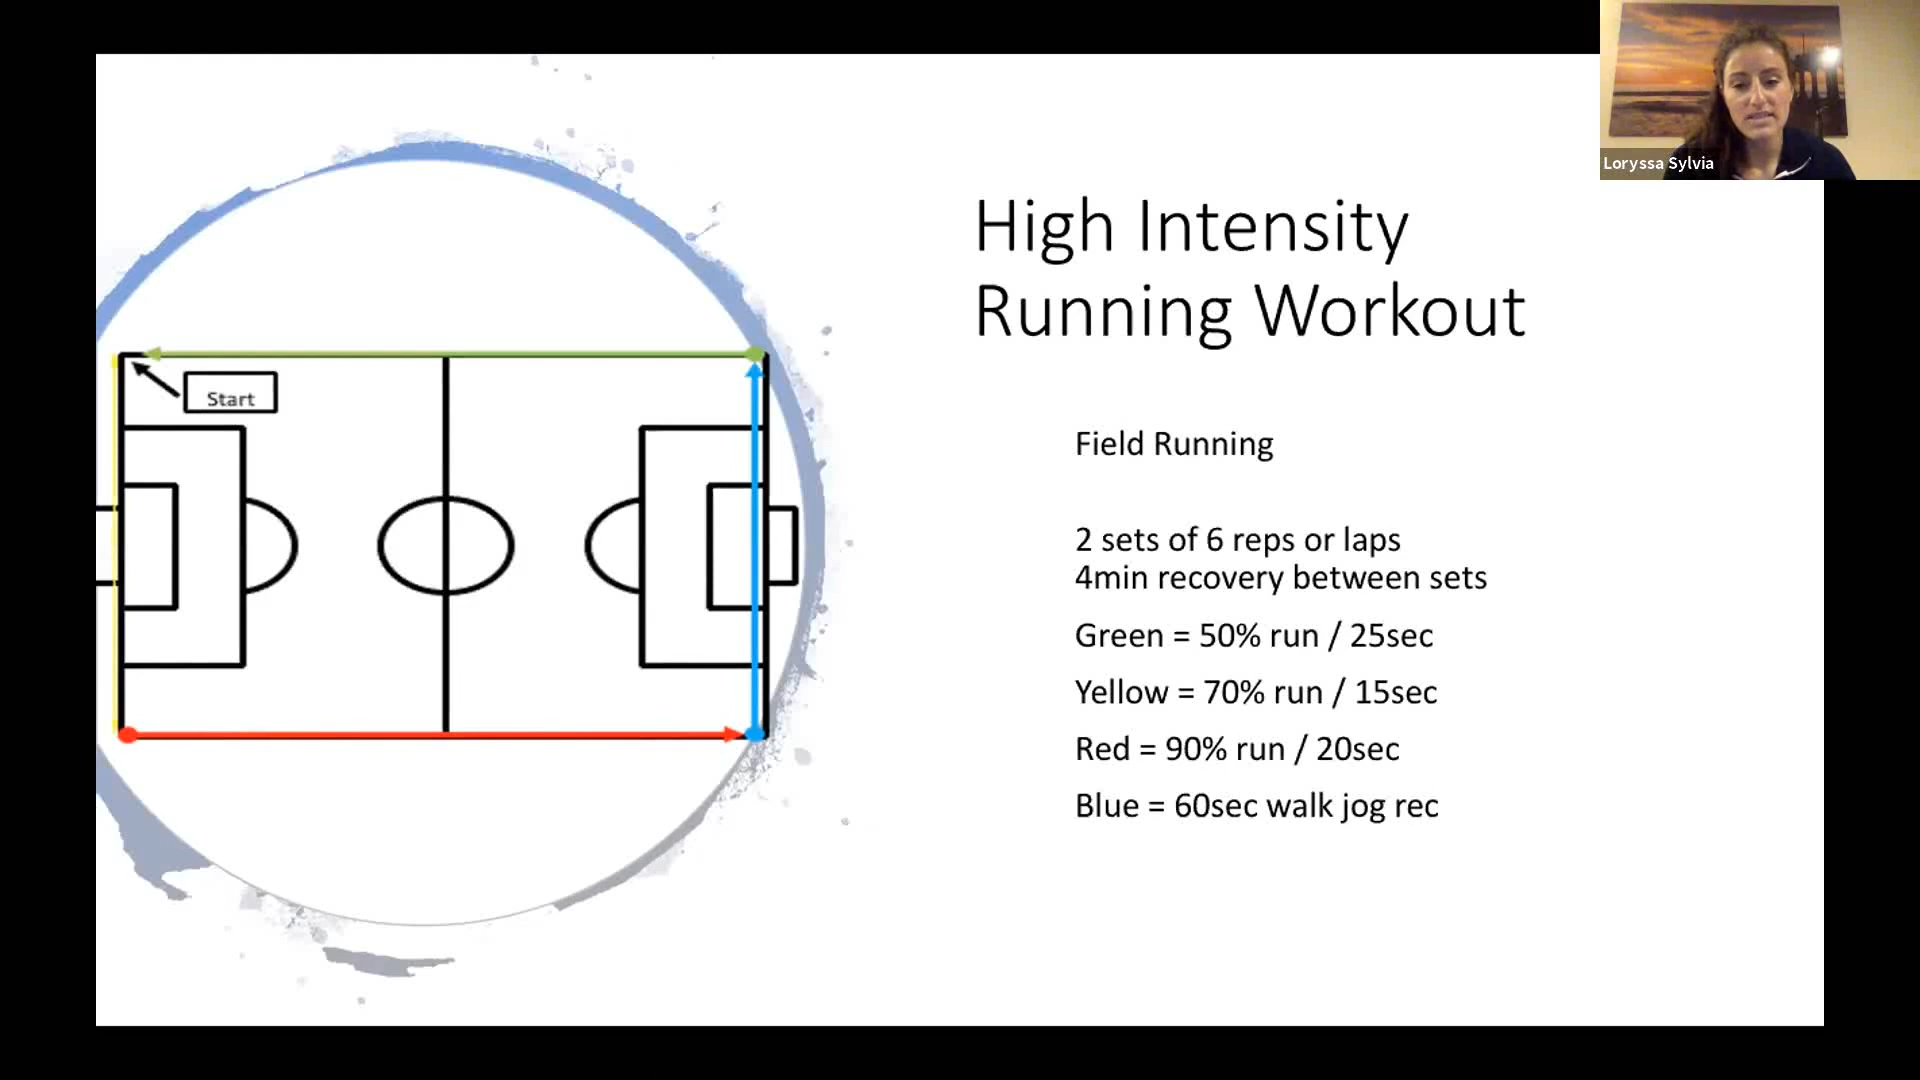 Loryssa Sylvia
High Intensity
Running Workout
Start
Field Running
2 sets of 6 reps or laps
4min recovery between sets
Green = 50% run / 25sec
Yellow = 70% run / 15sec
Red = 90% run / 20sec
Blue = 60sec walk jog rec